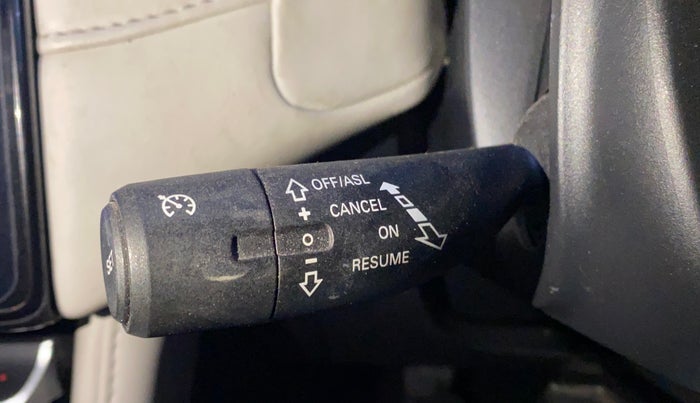 OFF/ASL
+ CANCEL
O ON
- RESUME